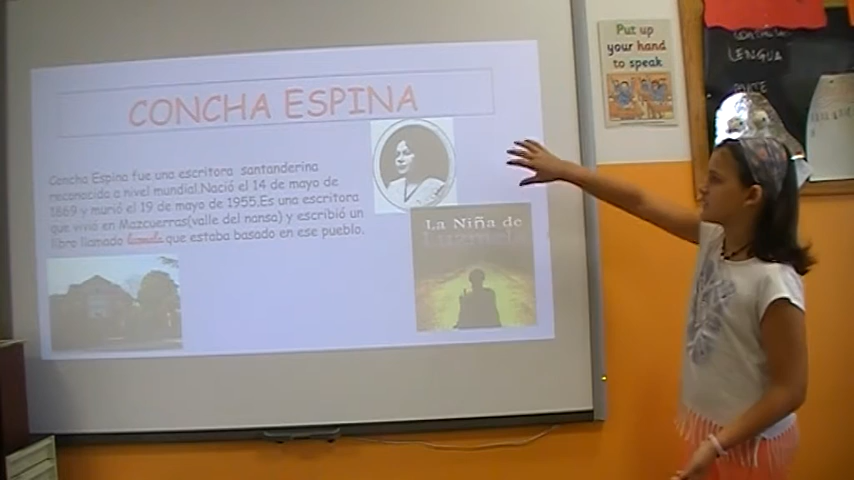 CONCHA ESPINA
Concha Espina fue una escritora santanderina
reconocida a nivel mundial.Nació el 14 de mayo de
1869 y murió el 19 de mayo de 1955.Es una escritora
que vivió en Mazcuerras(valle del nansa) y escribió un
libro llamado luzmela que estaba basado en ese pueblo.
La Niña de
Luzmela
Put up
your hand
to speak
LENGUA